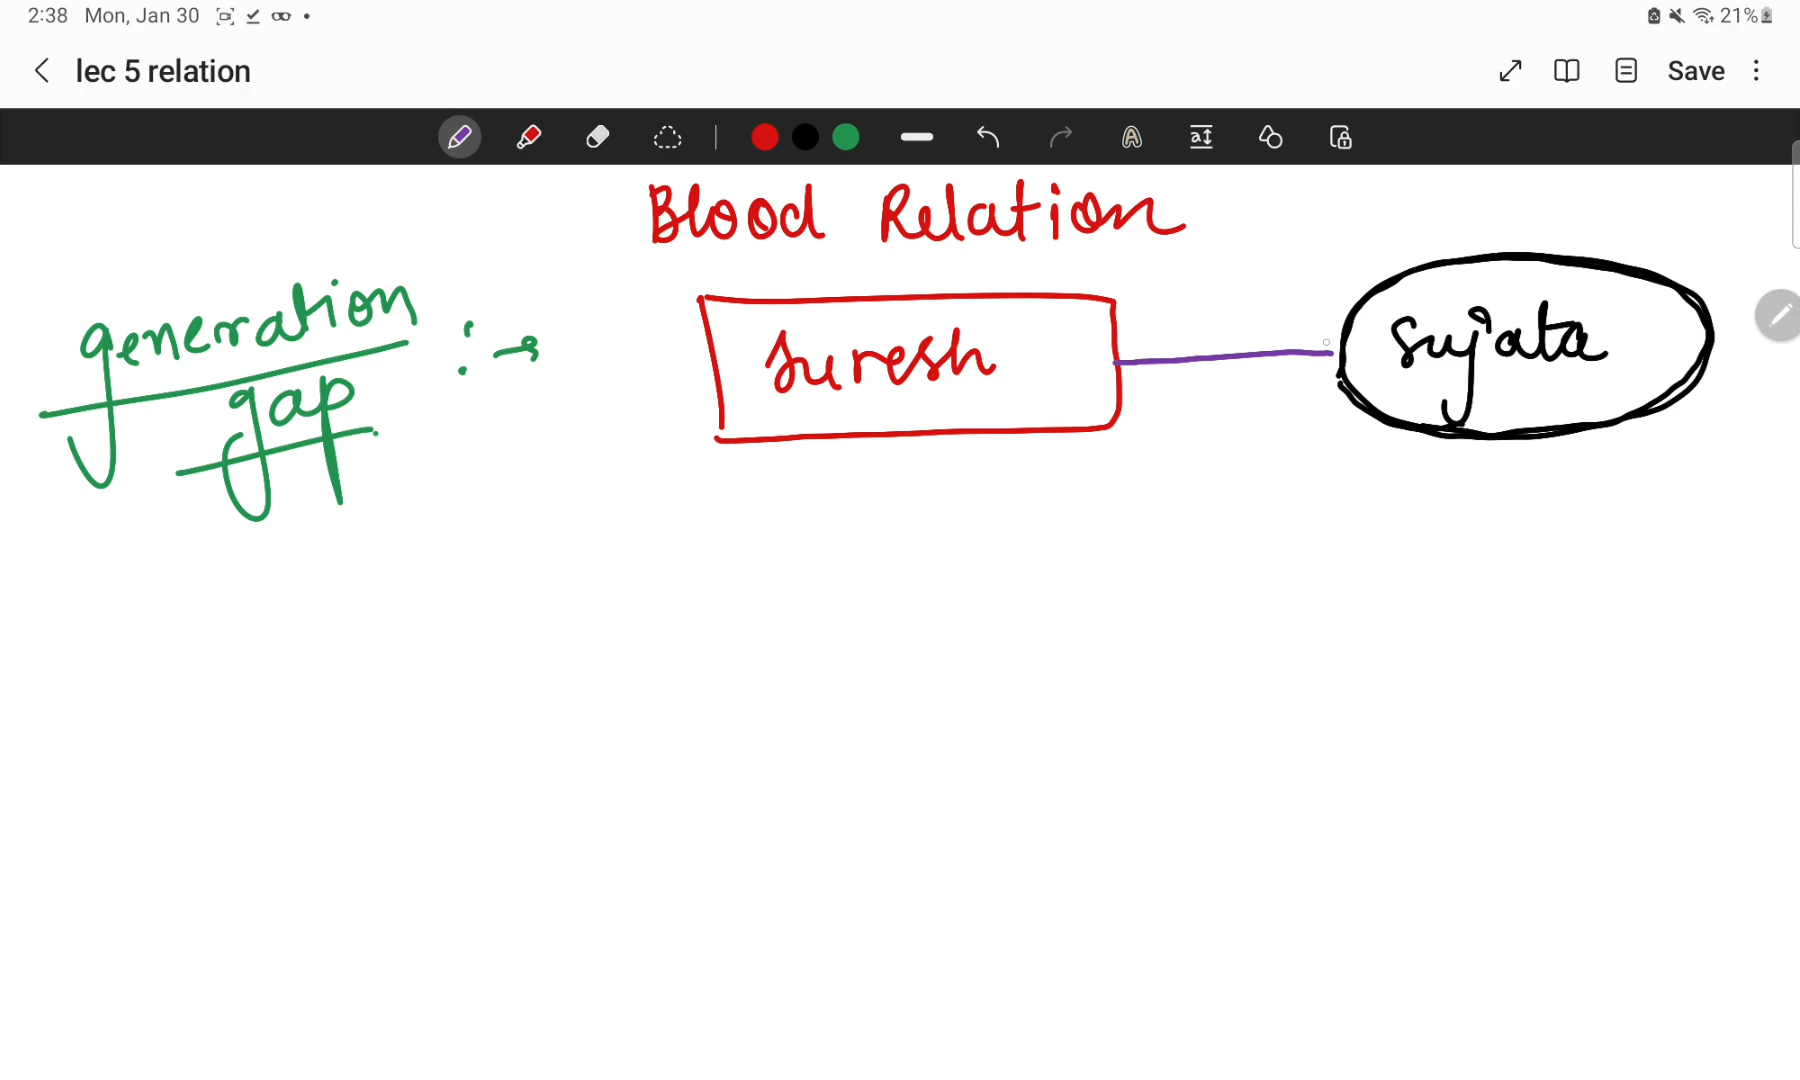 2:38 Mon, Jan 30 21%
lec 5 relation Save
Blood Relation
generation gap :→
Suresh
Sujata